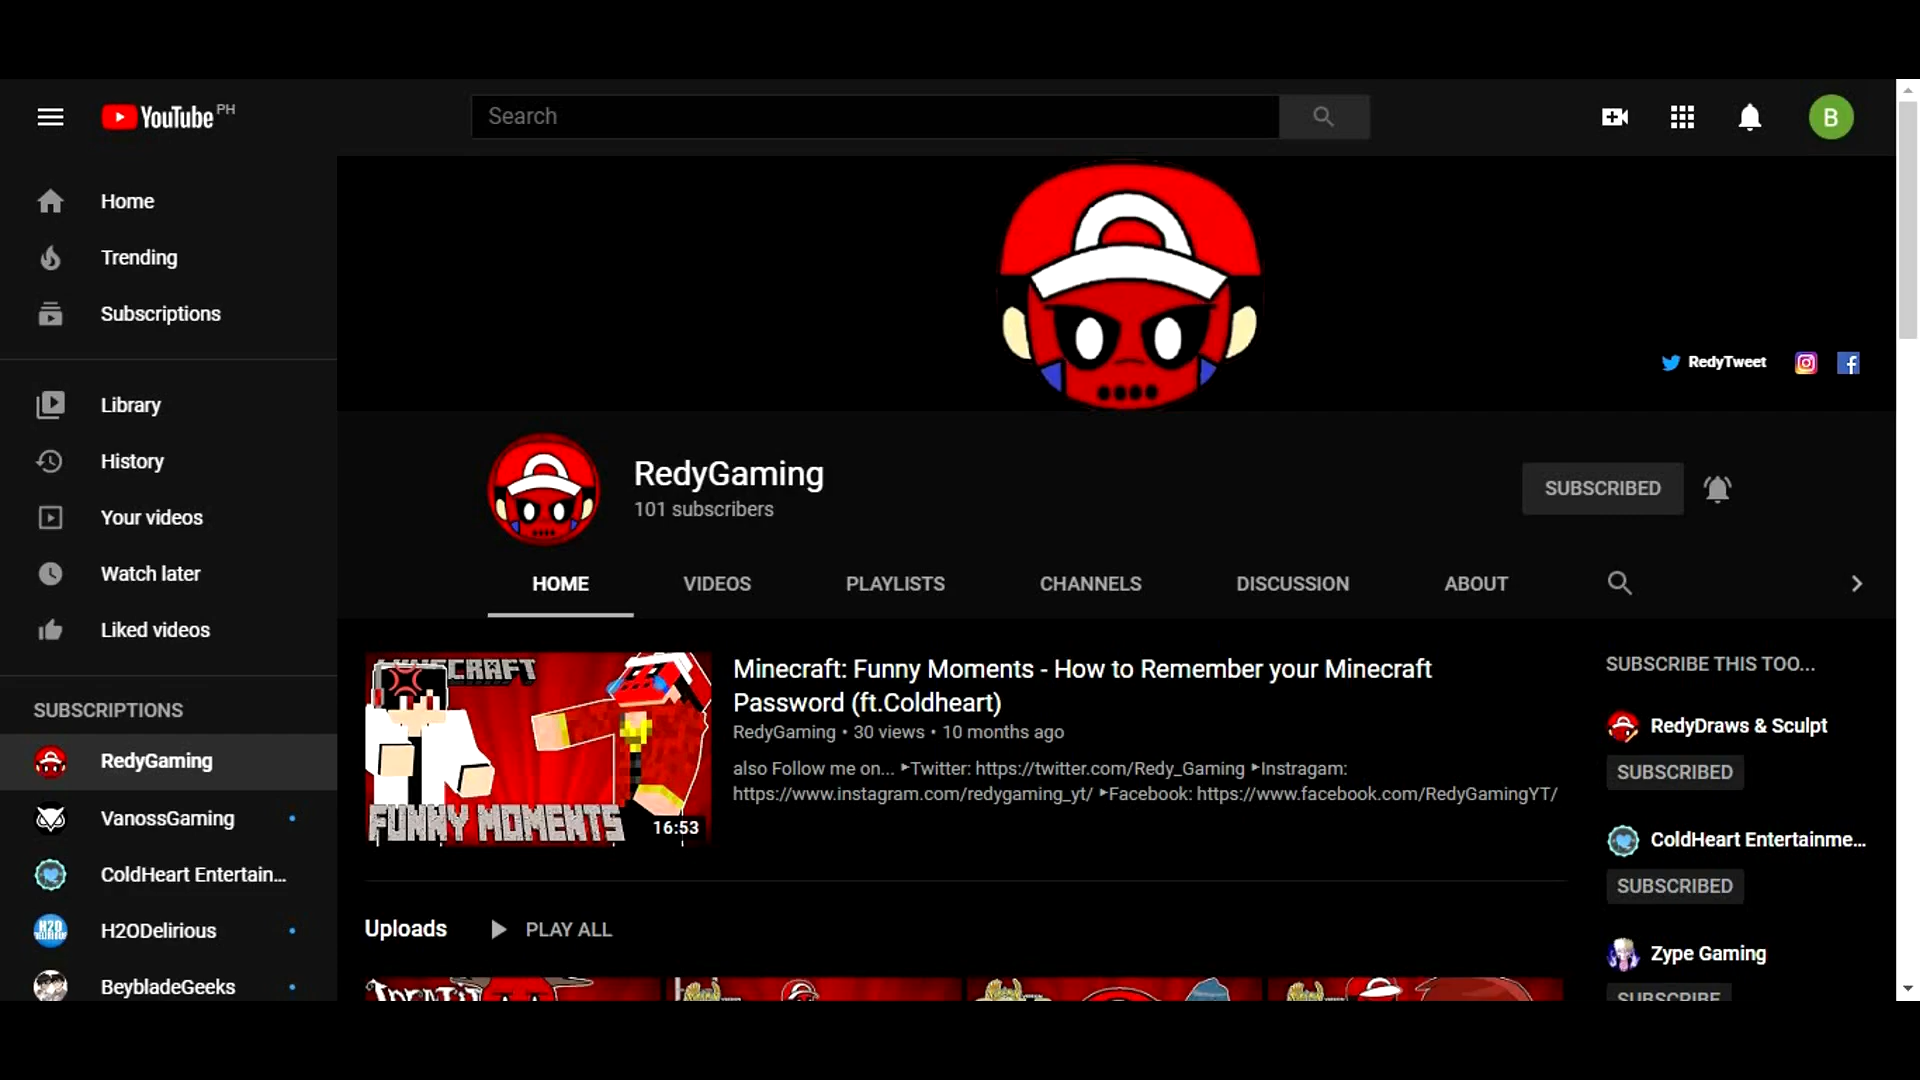 YouTube PH
Search
B
Home
Trending
Subscriptions
Library
History
Your videos
Watch later
Liked videos
SUBSCRIPTIONS
RedyGaming
VanossGaming
ColdHeart Entertain...
H2ODelirious
BeybladeGeeks
RedyTweet
RedyGaming
101 subscribers
SUBSCRIBED
HOME VIDEOS PLAYLISTS CHANNELS DISCUSSION ABOUT
MINECRAFT
FUNNY MOMENTS
16:53
Minecraft: Funny Moments - How to Remember your Minecraft
Password (ft.Coldheart)
RedyGaming • 30 views • 10 months ago
also Follow me on... ►Twitter: https://twitter.com/Redy_Gaming ►Instragam:
https://www.instagram.com/redygaming_yt/ ►Facebook: https://www.facebook.com/RedyGamingYT/
Uploads PLAY ALL
SUBSCRIBE THIS TOO...
RedyDraws & Sculpt
SUBSCRIBED
ColdHeart Entertainme...
SUBSCRIBED
Zype Gaming
SUBSCRIBE